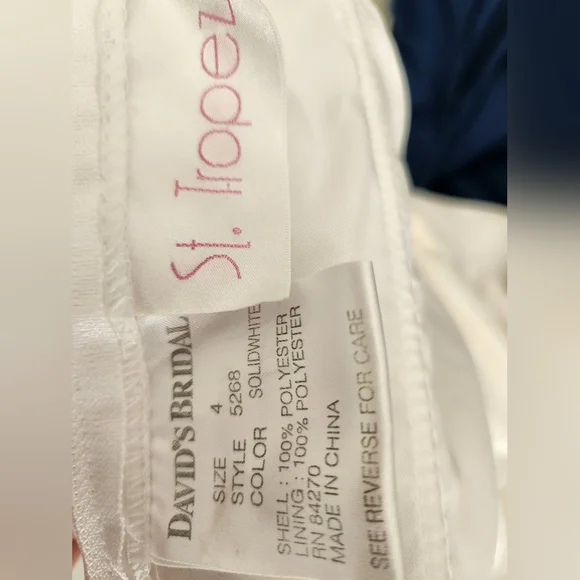 St. Tropez
DAVID'S BRIDAL
SIZE 4
STYLE 5268
COLOR SOLIDWHITE
SHELL : 100% POLYESTER
LINING : 100% POLYESTER
RN 84270
MADE IN CHINA
SEE REVERSE FOR CARE